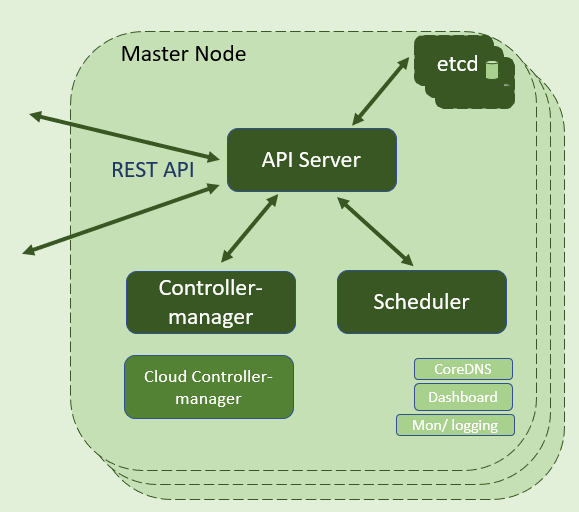 Master Node
etcd
API Server
REST API
Controller-
manager
Scheduler
Cloud Controller-
manager
CoreDNS
Dashboard
Mon/ logging